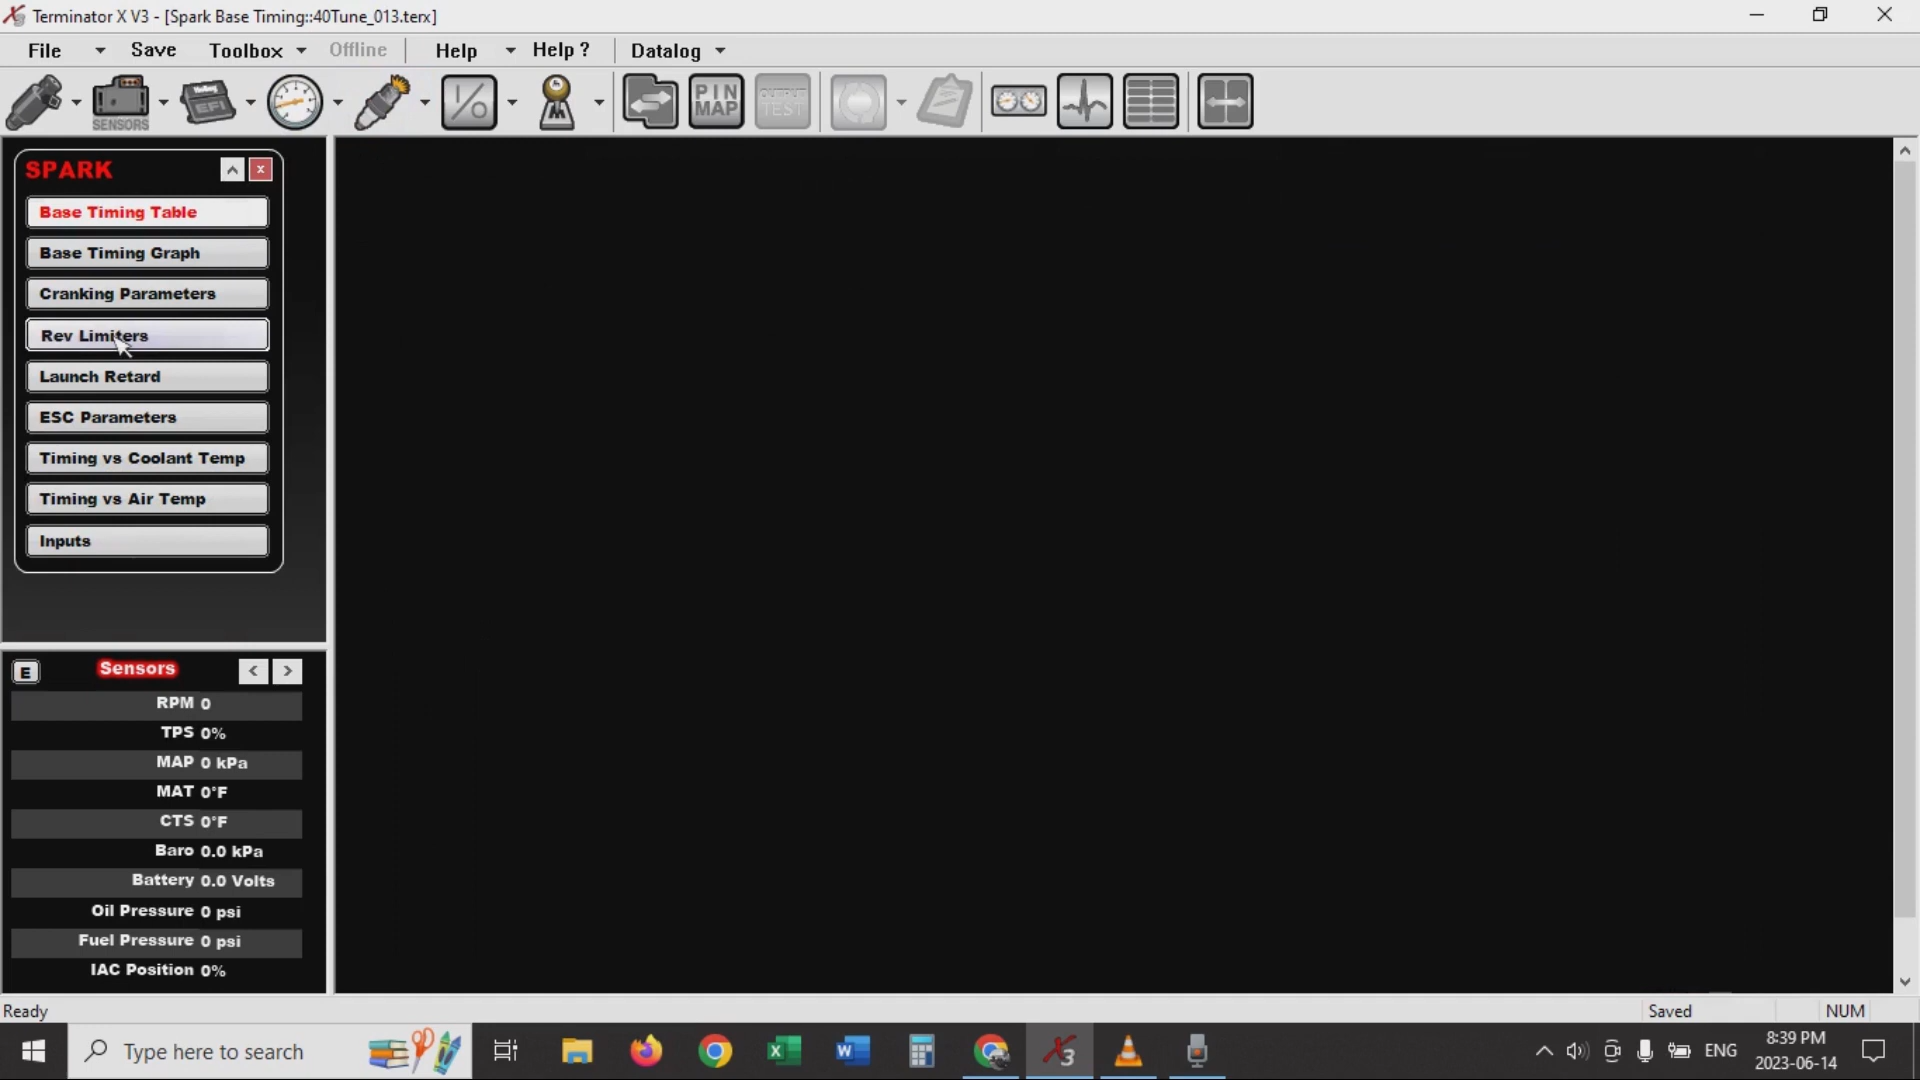 Terminator X V3 - [Spark Base Timing::40Tune_013.terx]
File Save Toolbox Offline Help Help ? Datalog
SENSORS Holley EFI I/O PIN MAP OUTPUT TEST
SPARK
Base Timing Table
Base Timing Graph
Cranking Parameters
Rev Limiters
Launch Retard
ESC Parameters
Timing vs Coolant Temp
Timing vs Air Temp
Inputs
E Sensors < >
RPM 0
TPS 0%
MAP 0 kPa
MAT 0°F
CTS 0°F
Baro 0.0 kPa
Battery 0.0 Volts
Oil Pressure 0 psi
Fuel Pressure 0 psi
IAC Position 0%
Ready Saved NUM
Type here to search
ENG
8:39 PM
2023-06-14